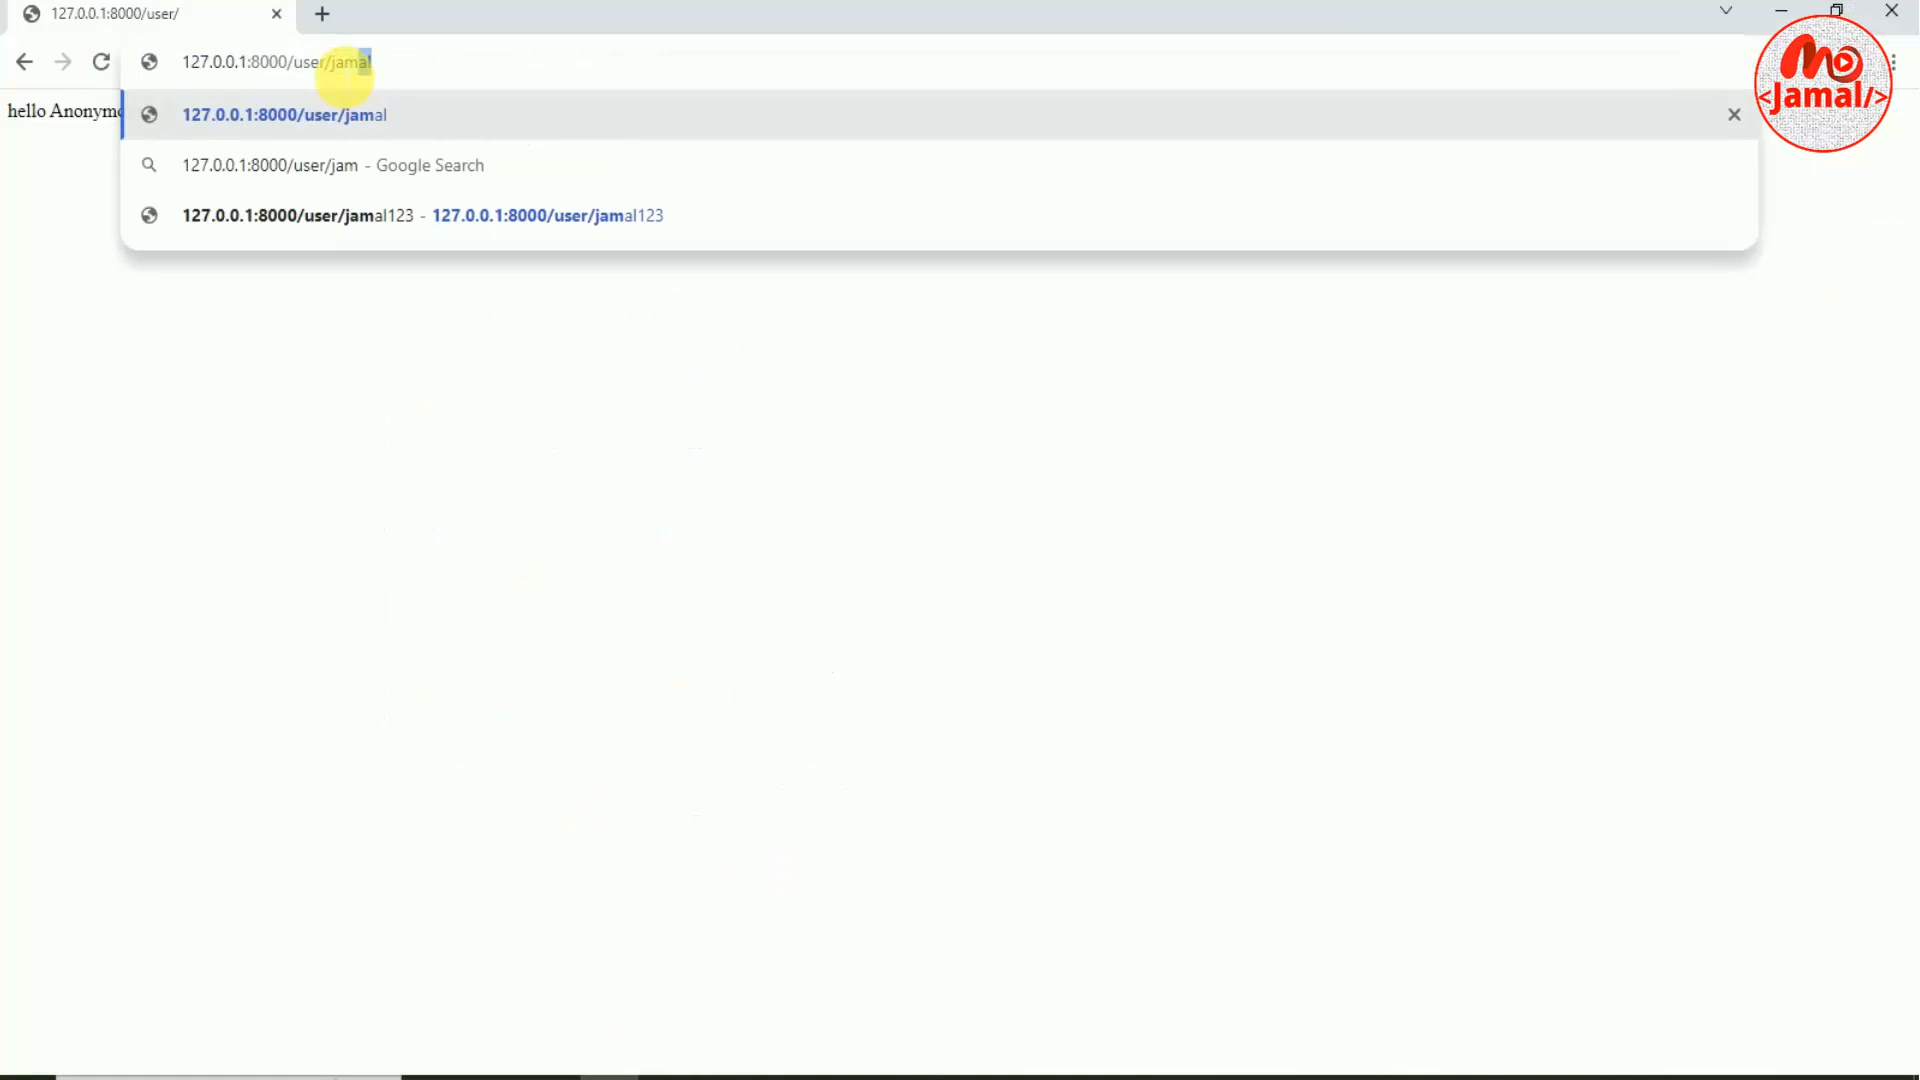 127.0.0.1:8000/user/
127.0.0.1:8000/user/jamal
hello Anonymo
127.0.0.1:8000/user/jamal
127.0.0.1:8000/user/jam - Google Search
127.0.0.1:8000/user/jamal123 - 127.0.0.1:8000/user/jamal123
Mo
<Jamal/>